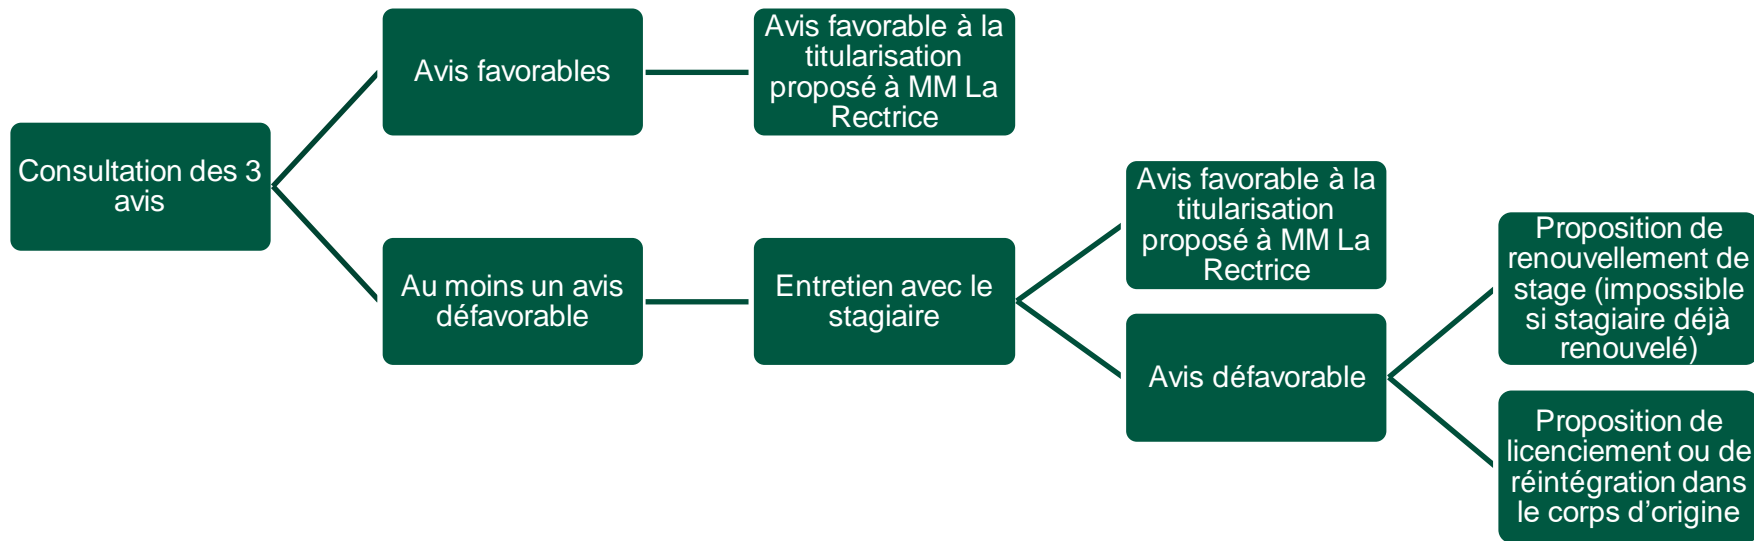 Consultation des 3
avis
Avis favorables
Avis favorable à la
titularisation
proposé à MM La
Rectrice
Au moins un avis
défavorable
Entretien avec le
stagiaire
Avis favorable à la
titularisation
proposé à MM La
Rectrice
Avis défavorable
Proposition de
renouvellement de
stage (impossible
si stagiaire déjà
renouvelé)
Proposition de
licenciement ou de
réintégration dans
le corps d’origine